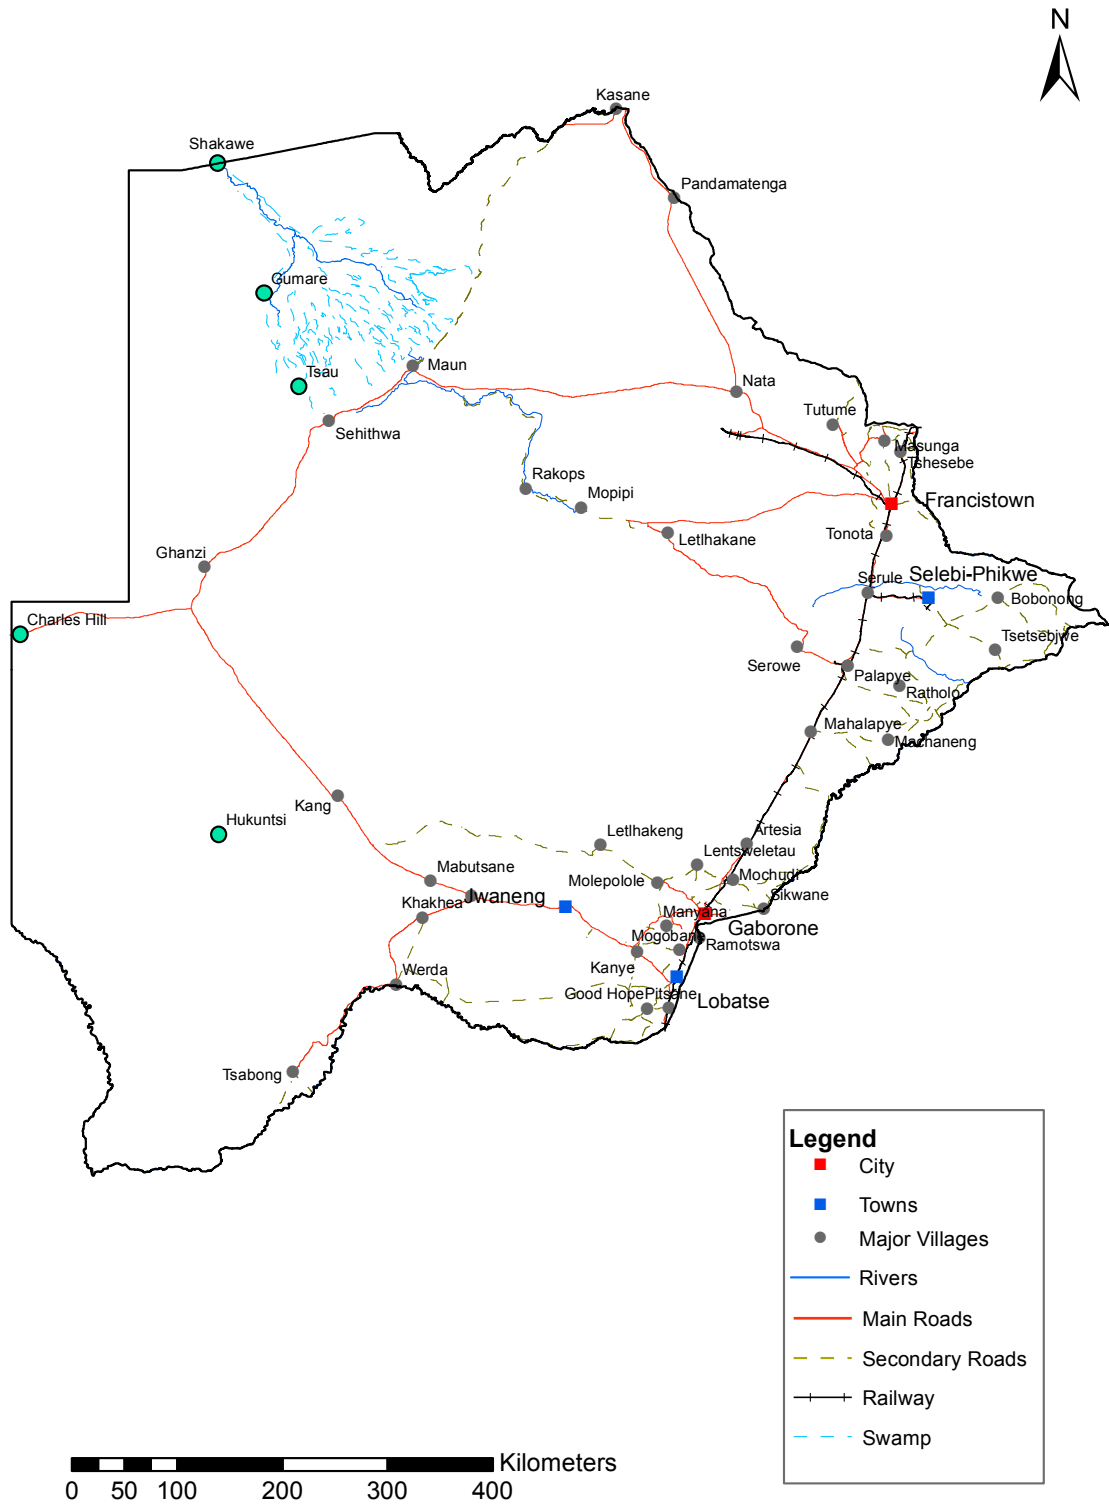 N
Kasane
Shakawe
Pandamatenga
Gumare
Maun
Tsau
Nata
Tutume
Sehithwa
Masunga
Tshesebe
Rakops
Mopipi
Francistown
Letlhakane
Tonota
Ghanzi
Serule
Selebi-Phikwe
Bobonong
Charles Hill
Tsetsebjwe
Serowe
Palapye
Ratholo
Mahalapye
Machaneng
Kang
Hukuntsi
Letlhakeng
Artesia
Lentsweletau
Mabutsane
Molepolole
Mochudi
Jwaneng
Sikwane
Khakhea
Manyana
Gaborone
Mogobane
Ramotswa
Kanye
Werda
Good Hope
Pitsane
Lobatse
Tsabong
Legend
City
Towns
Major Villages
Rivers
Main Roads
Secondary Roads
Railway
Swamp
Kilometers
0 50 100 200 300 400